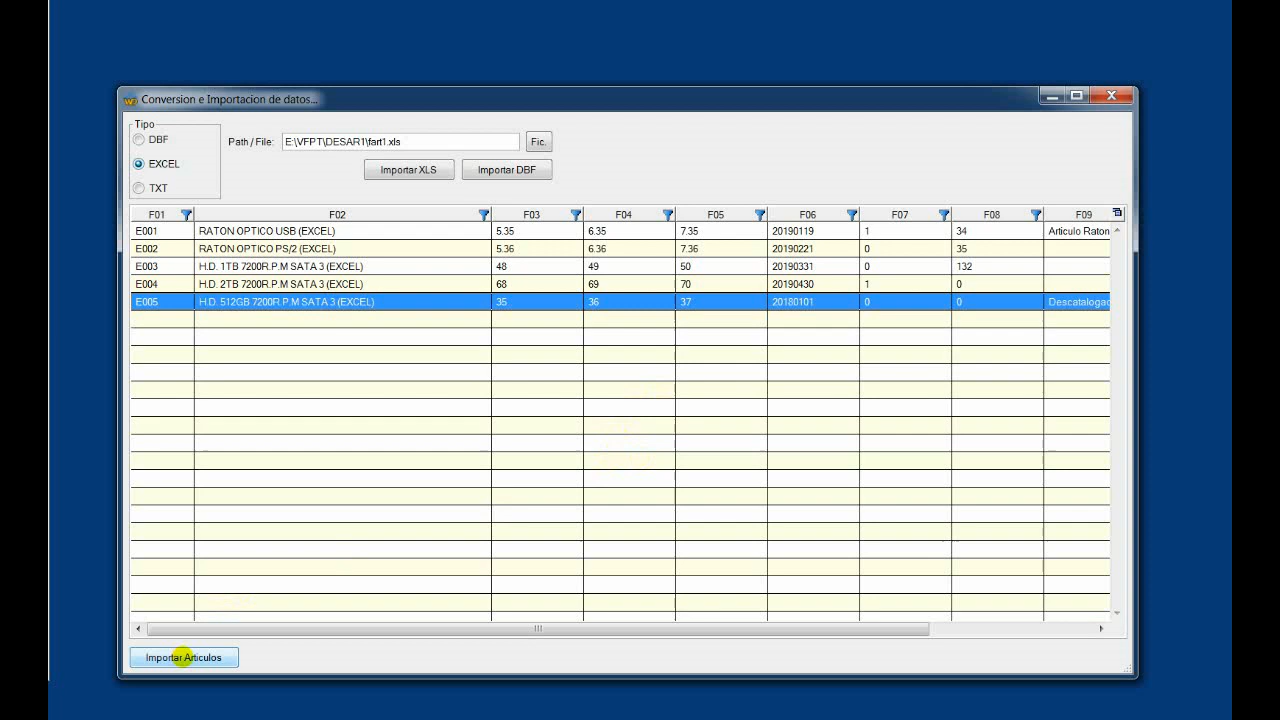 Conversion e Importacion de datos...
Tipo
DBF
EXCEL
TXT
Path / File: E:\VFPT\DESAR1\fart1.xls Fic.
Importar XLS Importar DBF
F01 F02 F03 F04 F05 F06 F07 F08 F09
E001 RATON OPTICO USB (EXCEL) 5.35 6.35 7.35 20190119 1 34 Articulo Raton
E002 RATON OPTICO PS/2 (EXCEL) 5.36 6.36 7.36 20190221 0 35
E003 H.D. 1TB 7200R.P.M SATA 3 (EXCEL) 48 49 50 20190331 0 132
E004 H.D. 2TB 7200R.P.M SATA 3 (EXCEL) 68 69 70 20190430 1 0
E005 H.D. 512GB 7200R.P.M SATA 3 (EXCEL) 35 36 37 20180101 0 0 Descatalogad
Importar Articulos